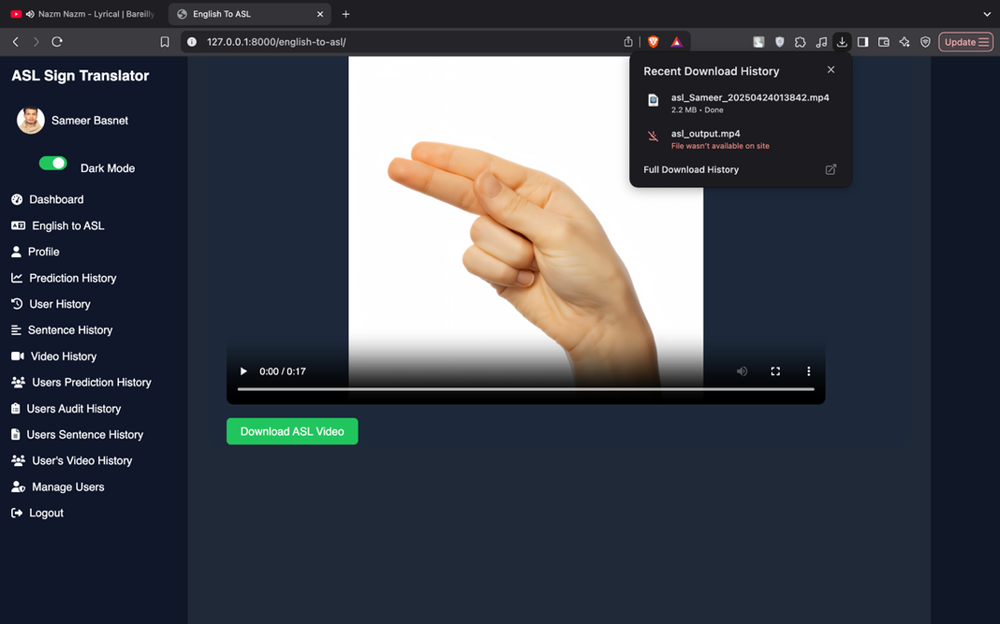 Nazm Nazm - Lyrical | Bareilly
English To ASL
127.0.0.1:8000/english-to-asl/
Update
ASL Sign Translator
Sameer Basnet
Dark Mode
Dashboard
English to ASL
Profile
Prediction History
User History
Sentence History
Video History
Users Prediction History
Users Audit History
Users Sentence History
User's Video History
Manage Users
Logout
Recent Download History
asl_Sameer_20250424013842.mp4
2.2 MB • Done
asl_output.mp4
File wasn't available on site
Full Download History
0:00 / 0:17
Download ASL Video